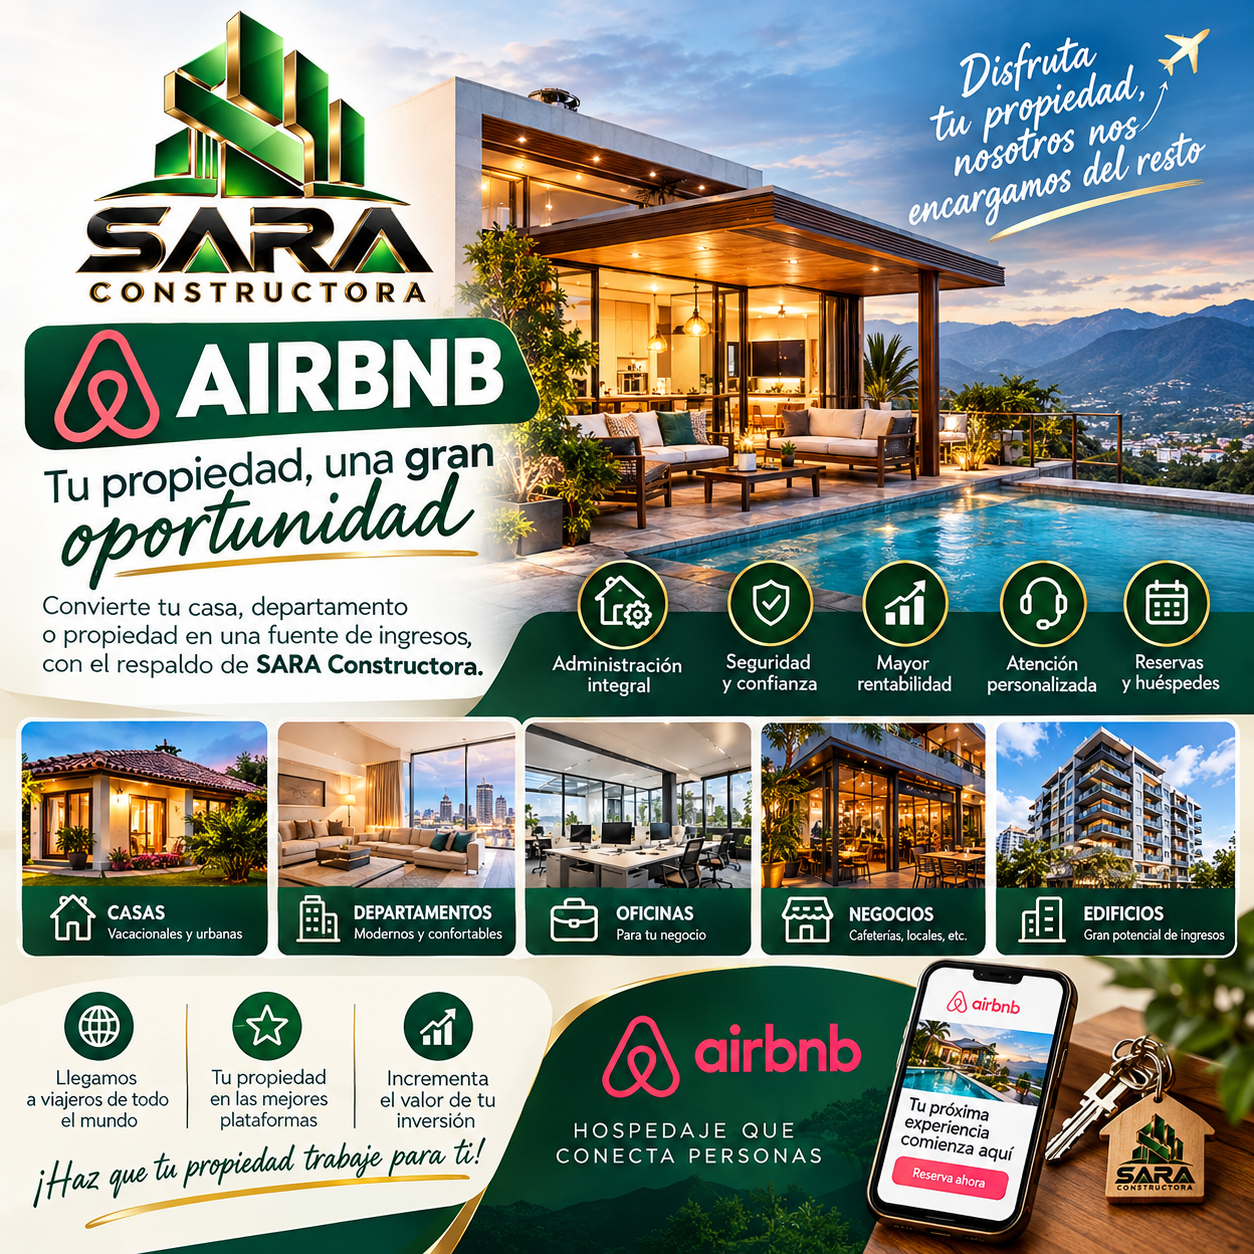 SARA
CONSTRUCTORA
Disfruta
tu propiedad,
nosotros nos
encargamos del resto
AIRBNB
Tu propiedad, una gran
oportunidad
Convierte tu casa, departamento
o propiedad en una fuente de ingresos,
con el respaldo de SARA Constructora.
Administración
integral
Seguridad
y confianza
Mayor
rentabilidad
Atención
personalizada
Reservas
y huéspedes
CASAS
Vacacionales y urbanas
DEPARTAMENTOS
Modernos y confortables
OFICINAS
Para tu negocio
NEGOCIOS
Cafeterías, locales, etc.
EDIFICIOS
Gran potencial de ingresos
Llegamos
a viajeros de todo
el mundo
Tu propiedad
en las mejores
plataformas
Incrementa
el valor de tu
inversión
¡Haz que tu propiedad trabaje para ti!
airbnb
HOSPEDAJE QUE
CONECTA PERSONAS
airbnb
Tu próxima
experiencia
comienza aquí
Reserva ahora
SARA
CONSTRUCTORA